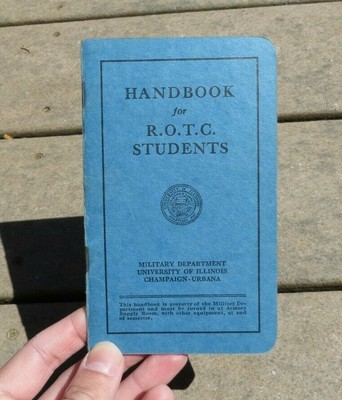 HANDBOOK
for
R.O.T.C.
STUDENTS
MILITARY DEPARTMENT
UNIVERSITY OF ILLINOIS
CHAMPAIGN-URBANA
This handbook is property of the Military De-
partment and must be turned in at Armory
Supply Room, with other equipment, at end
of semester.